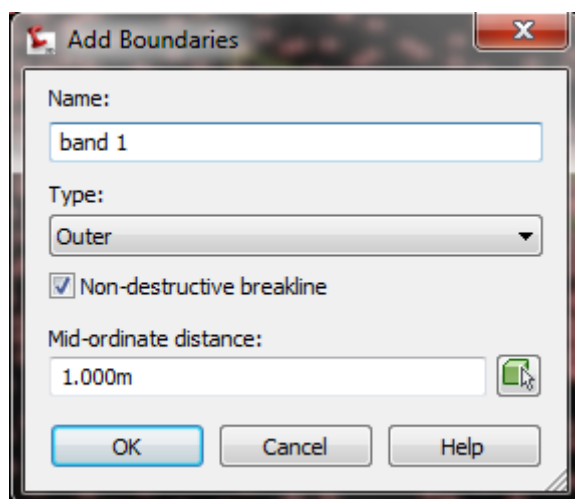 Add Boundaries
Name:
band 1
Type:
Outer
Non-destructive breakline
Mid-ordinate distance:
1.000m
OK Cancel Help